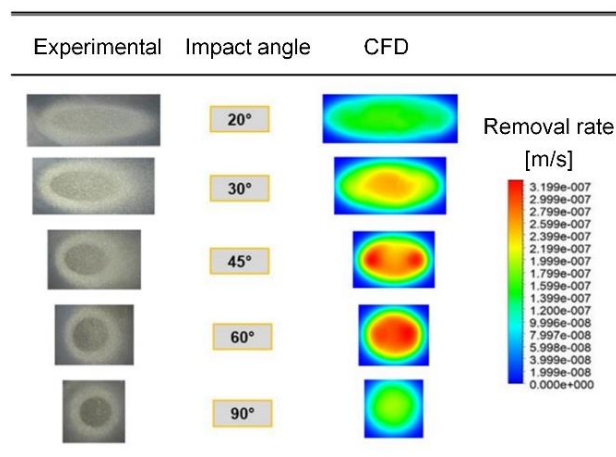 Experimental Impact angle CFD
20°
Removal rate
[m/s]
30°
3.199e-007
2.999e-007
2.799e-007
2.599e-007
2.399e-007
2.199e-007
1.999e-007
1.799e-007
1.599e-007
1.399e-007
1.200e-007
9.996e-008
7.997e-008
5.998e-008
3.999e-008
1.999e-008
0.000e+000
45°
60°
90°